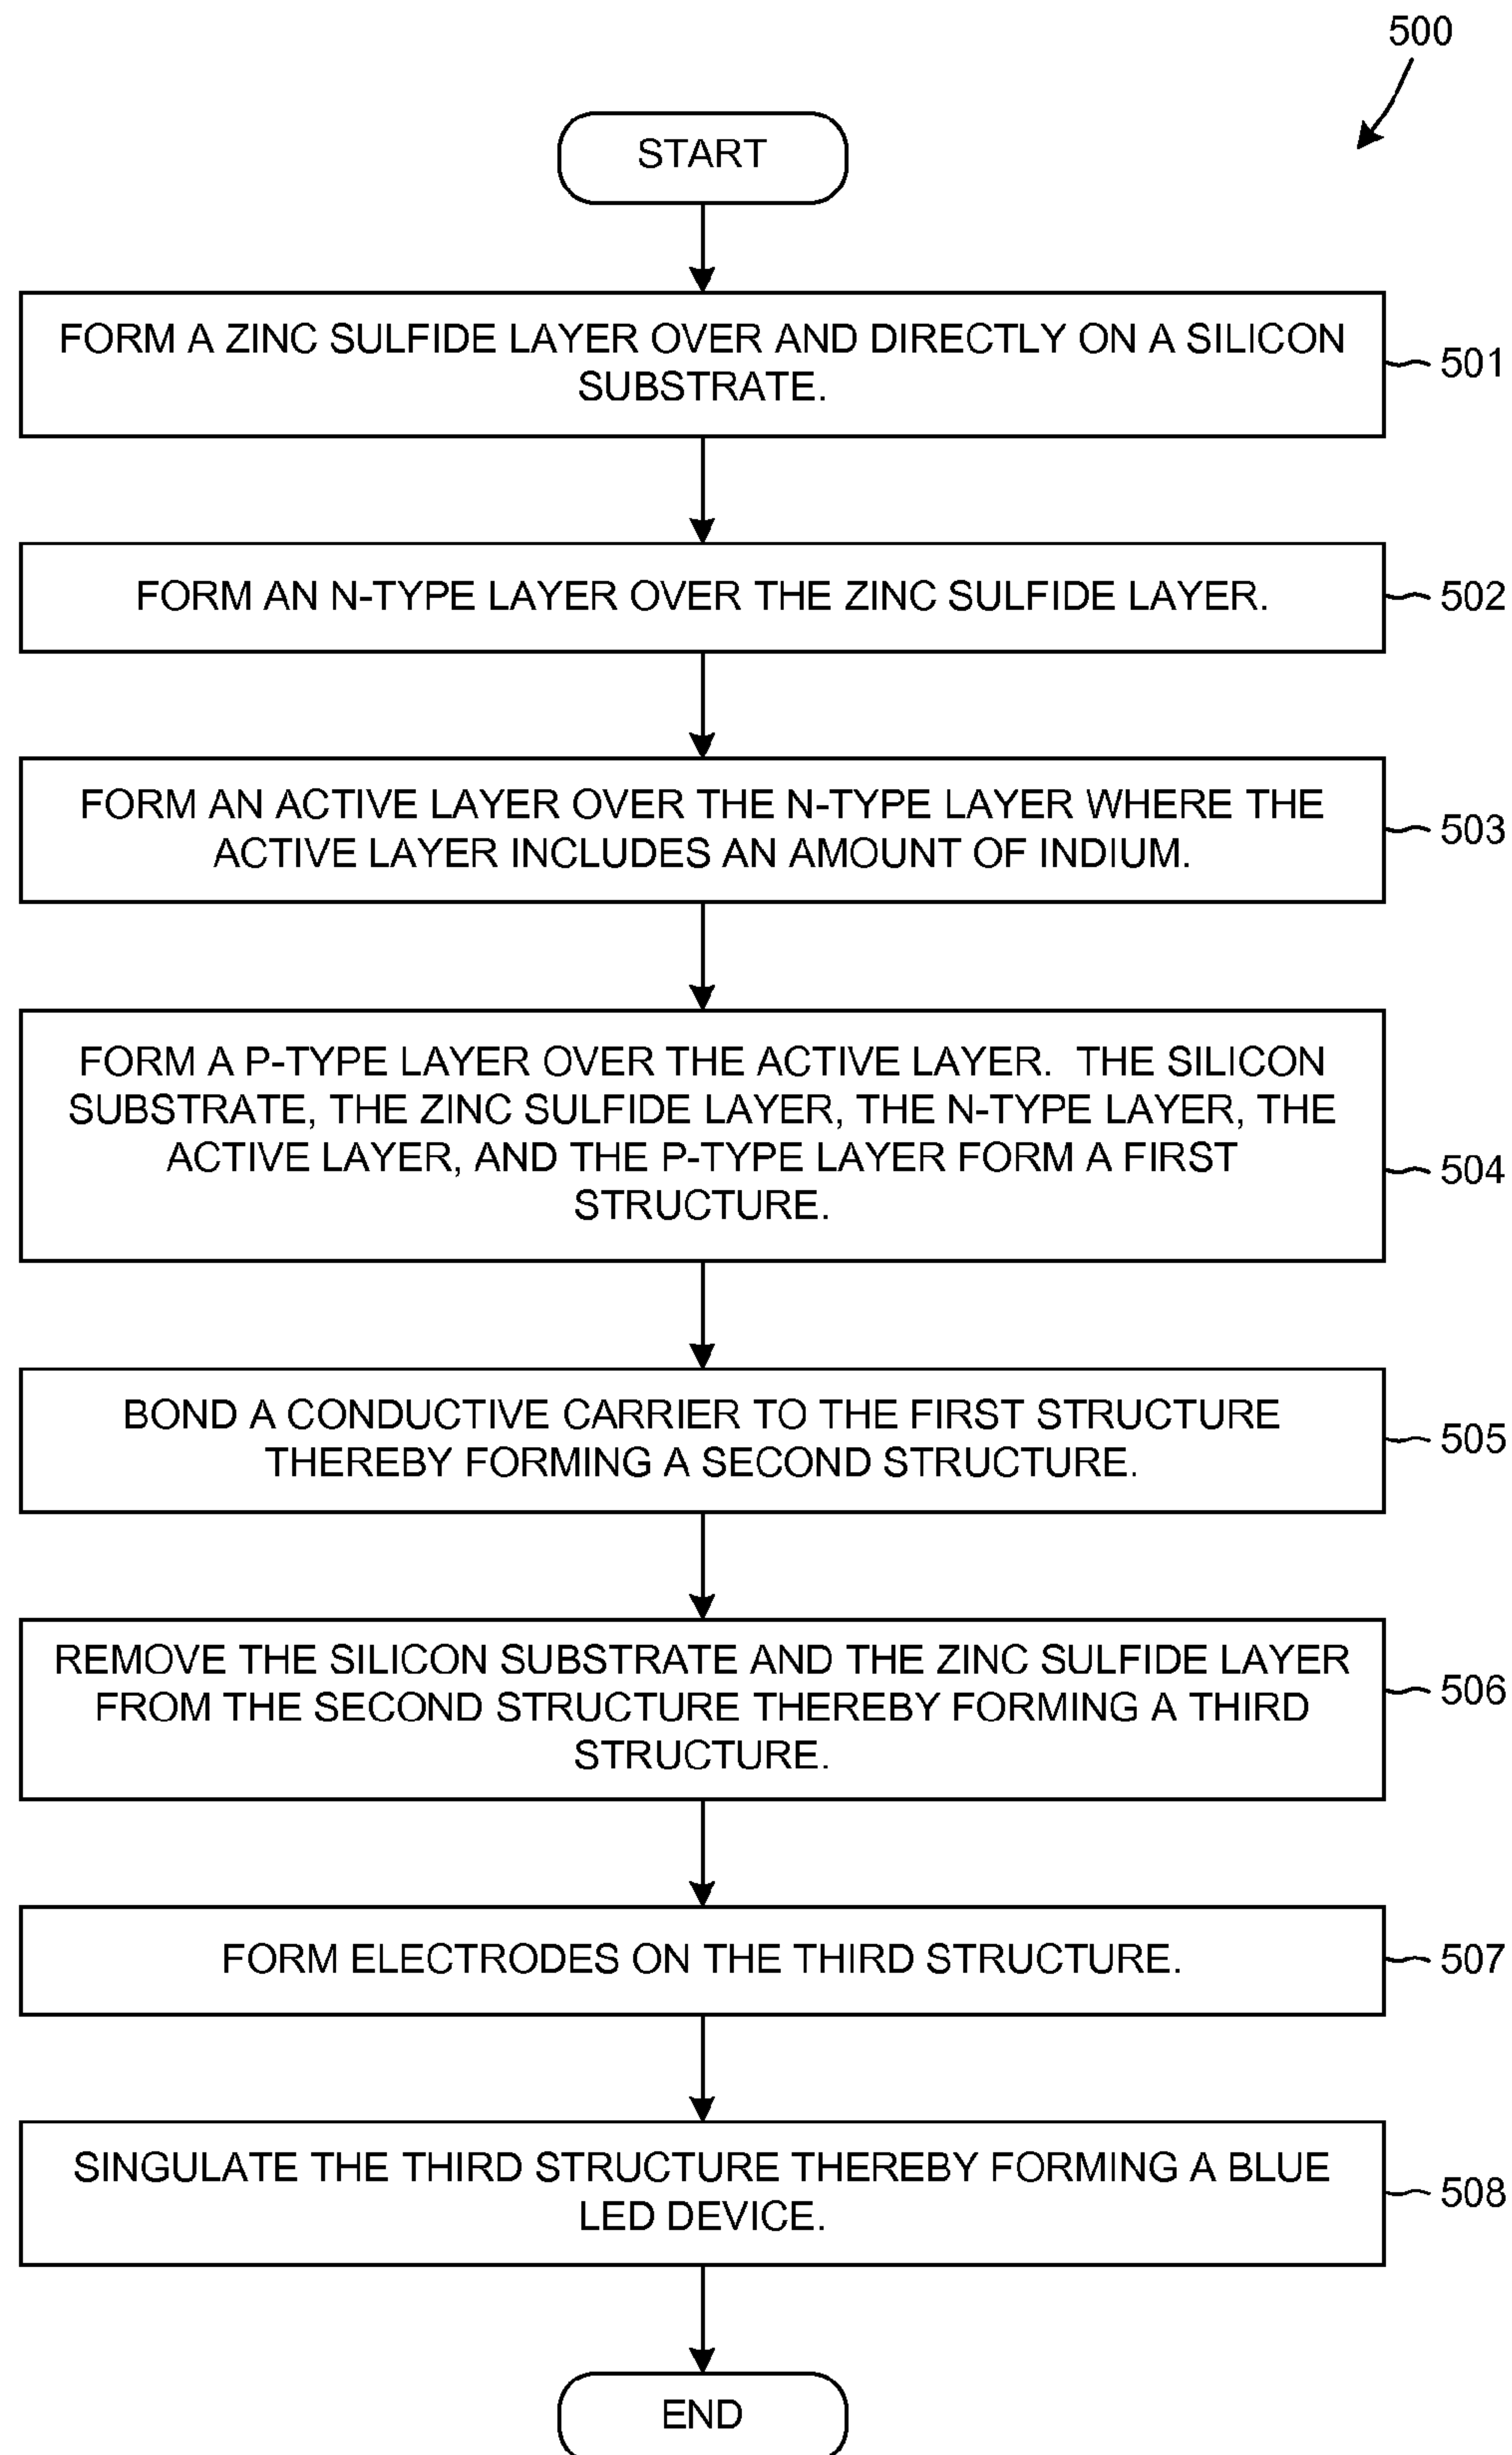 500
START
FORM A ZINC SULFIDE LAYER OVER AND DIRECTLY ON A SILICON
SUBSTRATE.
501
FORM AN N-TYPE LAYER OVER THE ZINC SULFIDE LAYER.
502
FORM AN ACTIVE LAYER OVER THE N-TYPE LAYER WHERE THE
ACTIVE LAYER INCLUDES AN AMOUNT OF INDIUM.
503
FORM A P-TYPE LAYER OVER THE ACTIVE LAYER. THE SILICON
SUBSTRATE, THE ZINC SULFIDE LAYER, THE N-TYPE LAYER, THE
ACTIVE LAYER, AND THE P-TYPE LAYER FORM A FIRST
STRUCTURE.
504
BOND A CONDUCTIVE CARRIER TO THE FIRST STRUCTURE
THEREBY FORMING A SECOND STRUCTURE.
505
REMOVE THE SILICON SUBSTRATE AND THE ZINC SULFIDE LAYER
FROM THE SECOND STRUCTURE THEREBY FORMING A THIRD
STRUCTURE.
506
FORM ELECTRODES ON THE THIRD STRUCTURE.
507
SINGULATE THE THIRD STRUCTURE THEREBY FORMING A BLUE
LED DEVICE.
508
END